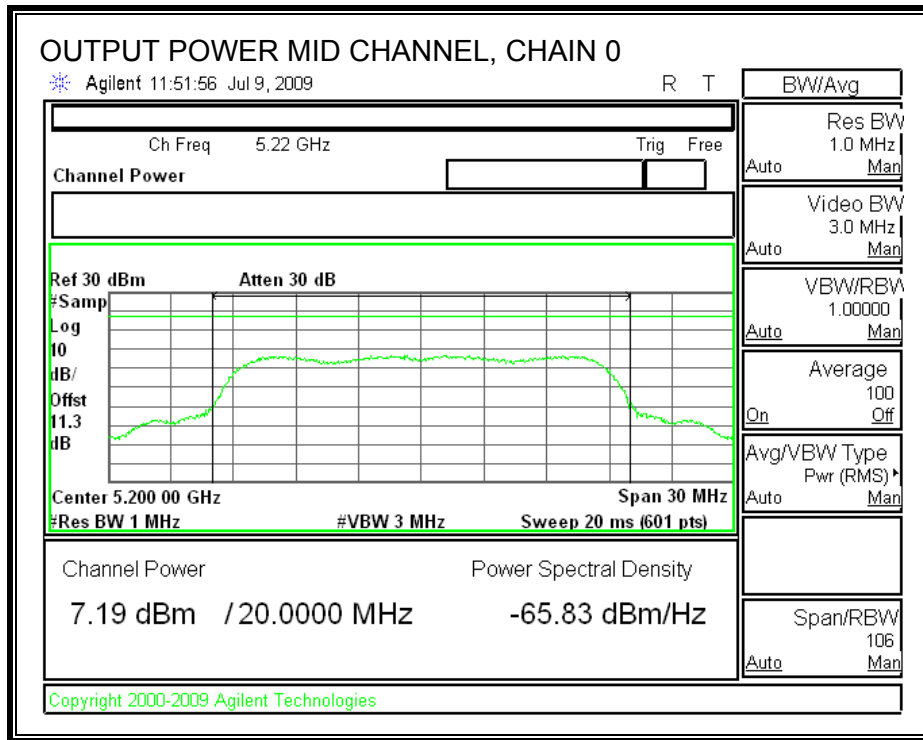 OUTPUT POWER MID CHANNEL, CHAIN 0
Agilent 11:51:56 Jul 9, 2009 R T
Ch Freq 5.22 GHz Trig Free
Channel Power
Ref 30 dBm Atten 30 dB
#Samp
Log
10
dB/
Offst
11.3
dB
Center 5.200 00 GHz Span 30 MHz
#Res BW 1 MHz #VBW 3 MHz Sweep 20 ms (601 pts)
Channel Power Power Spectral Density
7.19 dBm /20.0000 MHz -65.83 dBm/Hz
Copyright 2000-2009 Agilent Technologies
BW/Avg
Res BW
1.0 MHz
Auto Man
Video BW
3.0 MHz
Auto Man
VBW/RBW
1.00000
Auto Man
Average
100
On Off
Avg/VBW Type
Pwr (RMS)
Auto Man
Span/RBW
106
Auto Man